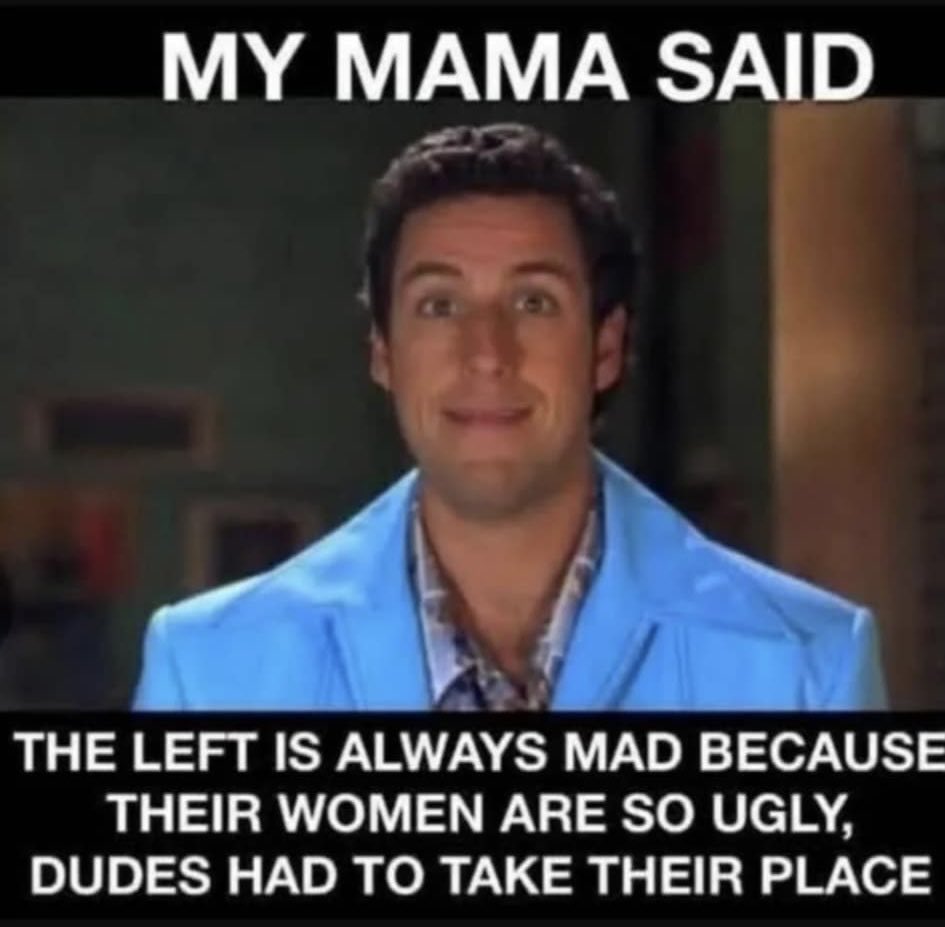 MY MAMA SAID
THE LEFT IS ALWAYS MAD BECAUSE
THEIR WOMEN ARE SO UGLY,
DUDES HAD TO TAKE THEIR PLACE